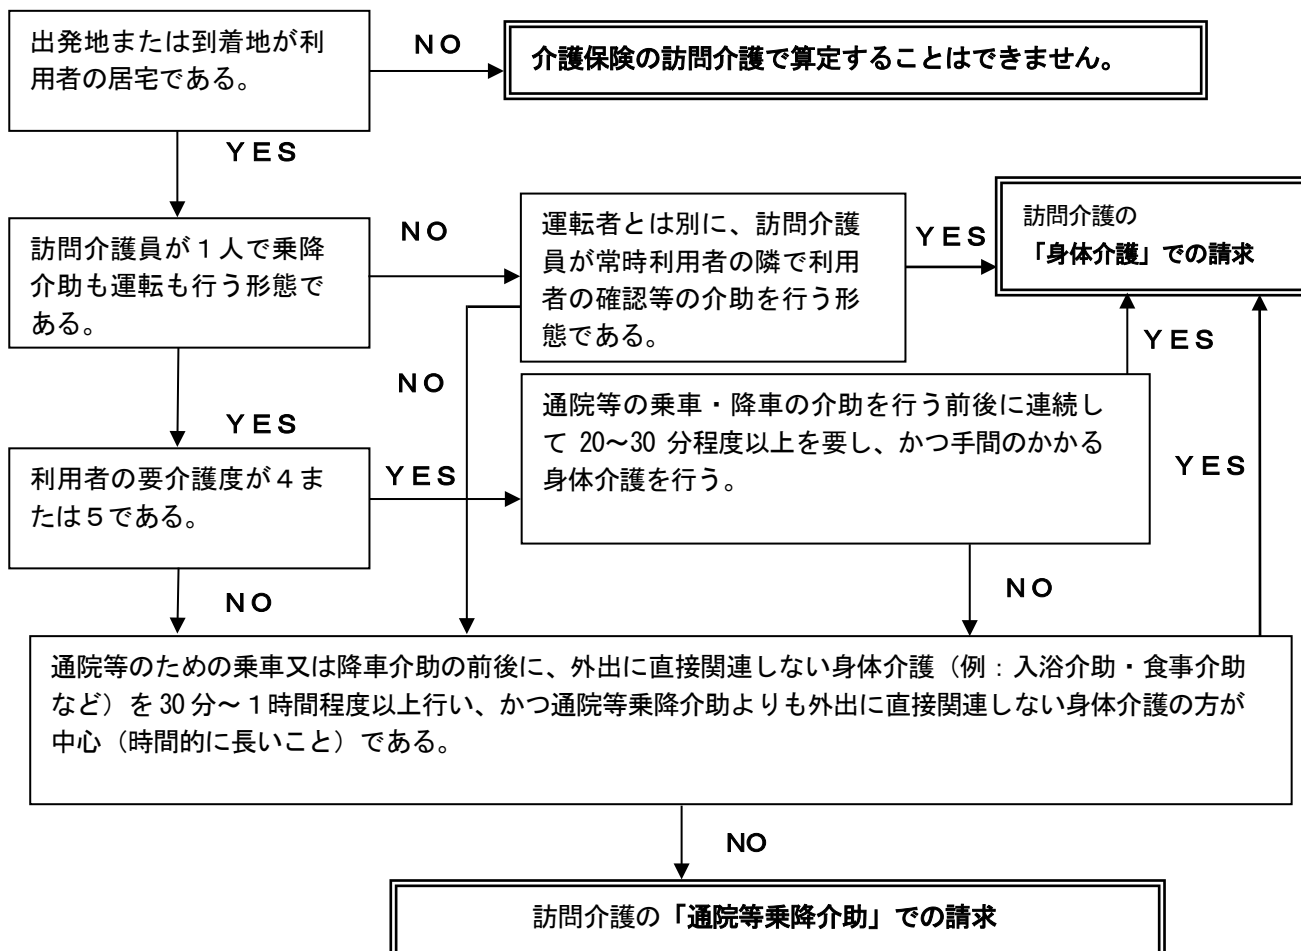 出発地または到着地が利
用者の居宅である。
ＮＯ
介護保険の訪問介護で算定することはできません。
ＹＥＳ
訪問介護員が１人で乗降
介助も運転も行う形態で
ある。
ＮＯ
運転者とは別に、訪問介護
員が常時利用者の隣で利用
者の確認等の介助を行う形
態である。
ＹＥＳ
訪問介護の
「身体介護」での請求
ＹＥＳ
ＮＯ
ＹＥＳ
利用者の要介護度が４ま
たは５である。
ＹＥＳ
通院等の乗車・降車の介助を行う前後に連続し
て 20～30 分程度以上を要し、かつ手間のかかる
身体介護を行う。
ＹＥＳ
ＮＯ
ＮＯ
通院等のための乗車又は降車介助の前後に、外出に直接関連しない身体介護（例：入浴介助・食事介助
など）を 30 分～１時間程度以上行い、かつ通院等乗降介助よりも外出に直接関連しない身体介護の方が
中心（時間的に長いこと）である。
NO
訪問介護の「通院等乗降介助」での請求